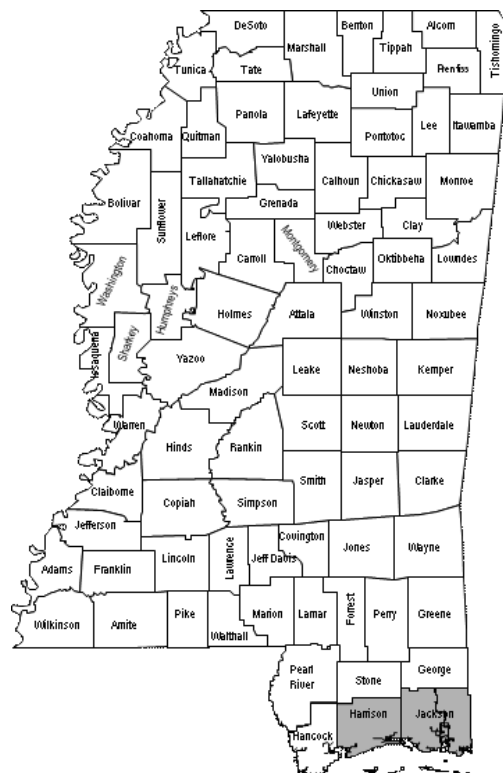 DeSoto
Benton
Alcorn
Marshall
Tippah
Tishomingo
Tunica
Tate
Prentiss
Union
Panola
Lafeyette
Coahoma
Quitman
Pontotoc
Lee
Itawamba
Yalobusha
Tallahatchie
Calhoun
Chickasaw
Monroe
Bolivar
Sunflower
Grenada
Leflore
Webster
Clay
Carroll
Montgomery
Choctaw
Oktibbeha
Lowndes
Washington
Humphreys
Holmes
Attala
Winston
Noxubee
Sharkey
Issaquena
Yazoo
Leake
Neshoba
Kemper
Madison
Warren
Scott
Newton
Lauderdale
Hinds
Rankin
Claiborne
Smith
Jasper
Clarke
Copiah
Simpson
Jefferson
Covington
Lincoln
Lawrence
Jeff Davis
Jones
Wayne
Adams
Franklin
Wilkinson
Amite
Pike
Walthall
Marion
Lamar
Forrest
Perry
Greene
Pearl
River
Stone
George
Hancock
Harrison
Jackson